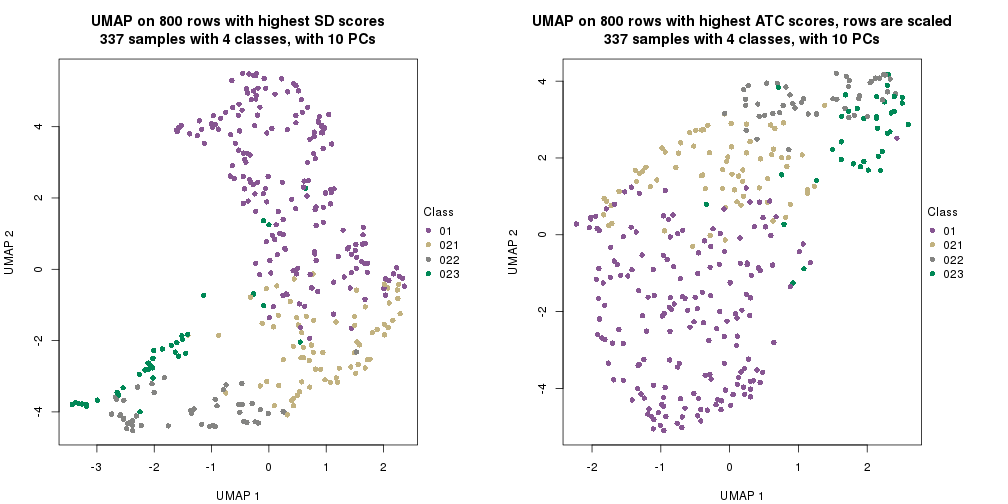 UMAP on 800 rows with highest SD scores
337 samples with 4 classes, with 10 PCs
4
2
0
-2
-4
UMAP 2
-3
-2
-1
0
1
2
UMAP 1
Class
01
021
022
023
UMAP on 800 rows with highest ATC scores, rows are scaled
337 samples with 4 classes, with 10 PCs
4
2
0
-2
-4
UMAP 2
-2
-1
0
1
2
UMAP 1
Class
01
021
022
023